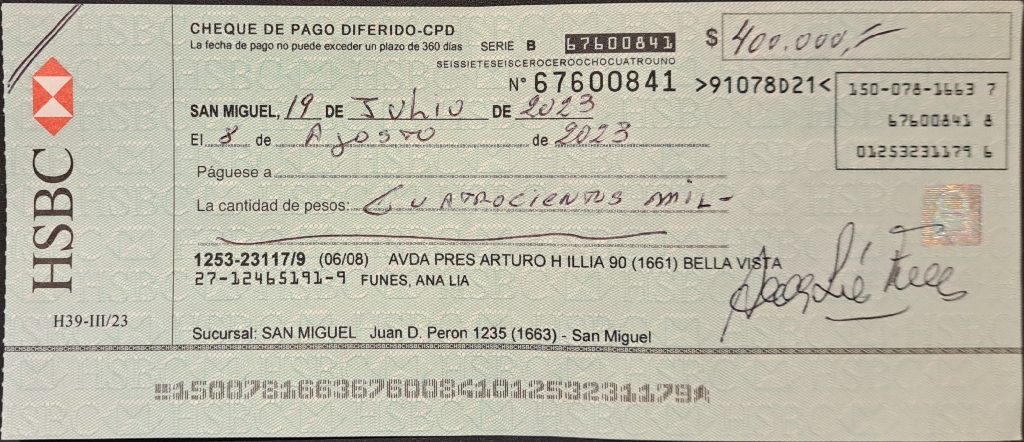 CHEQUE DE PAGO DIFERIDO-CPD
La fecha de pago no puede exceder un plazo de 360 días SERIE B 67600841 $ 400.000,-
SEISSIETESEISCEROCEROOCHOCUATROUNO
N° 67600841 >91078D21<
150-078-1663 7
67600841 8
01253231179 6
SAN MIGUEL, 19 DE Julio DE 2023
El 8 de Agosto de 2023
Páguese a
La cantidad de pesos: CUATROCIENTOS MIL-
1253-23117/9 (06/08) AVDA PRES ARTURO H ILLIA 90 (1661) BELLA VISTA
27-12465191-9 FUNES, ANA LIA
Sucursal: SAN MIGUEL Juan D. Peron 1235 (1663) - San Miguel
HSBC
H39-III/23
15007816636760084101253231179